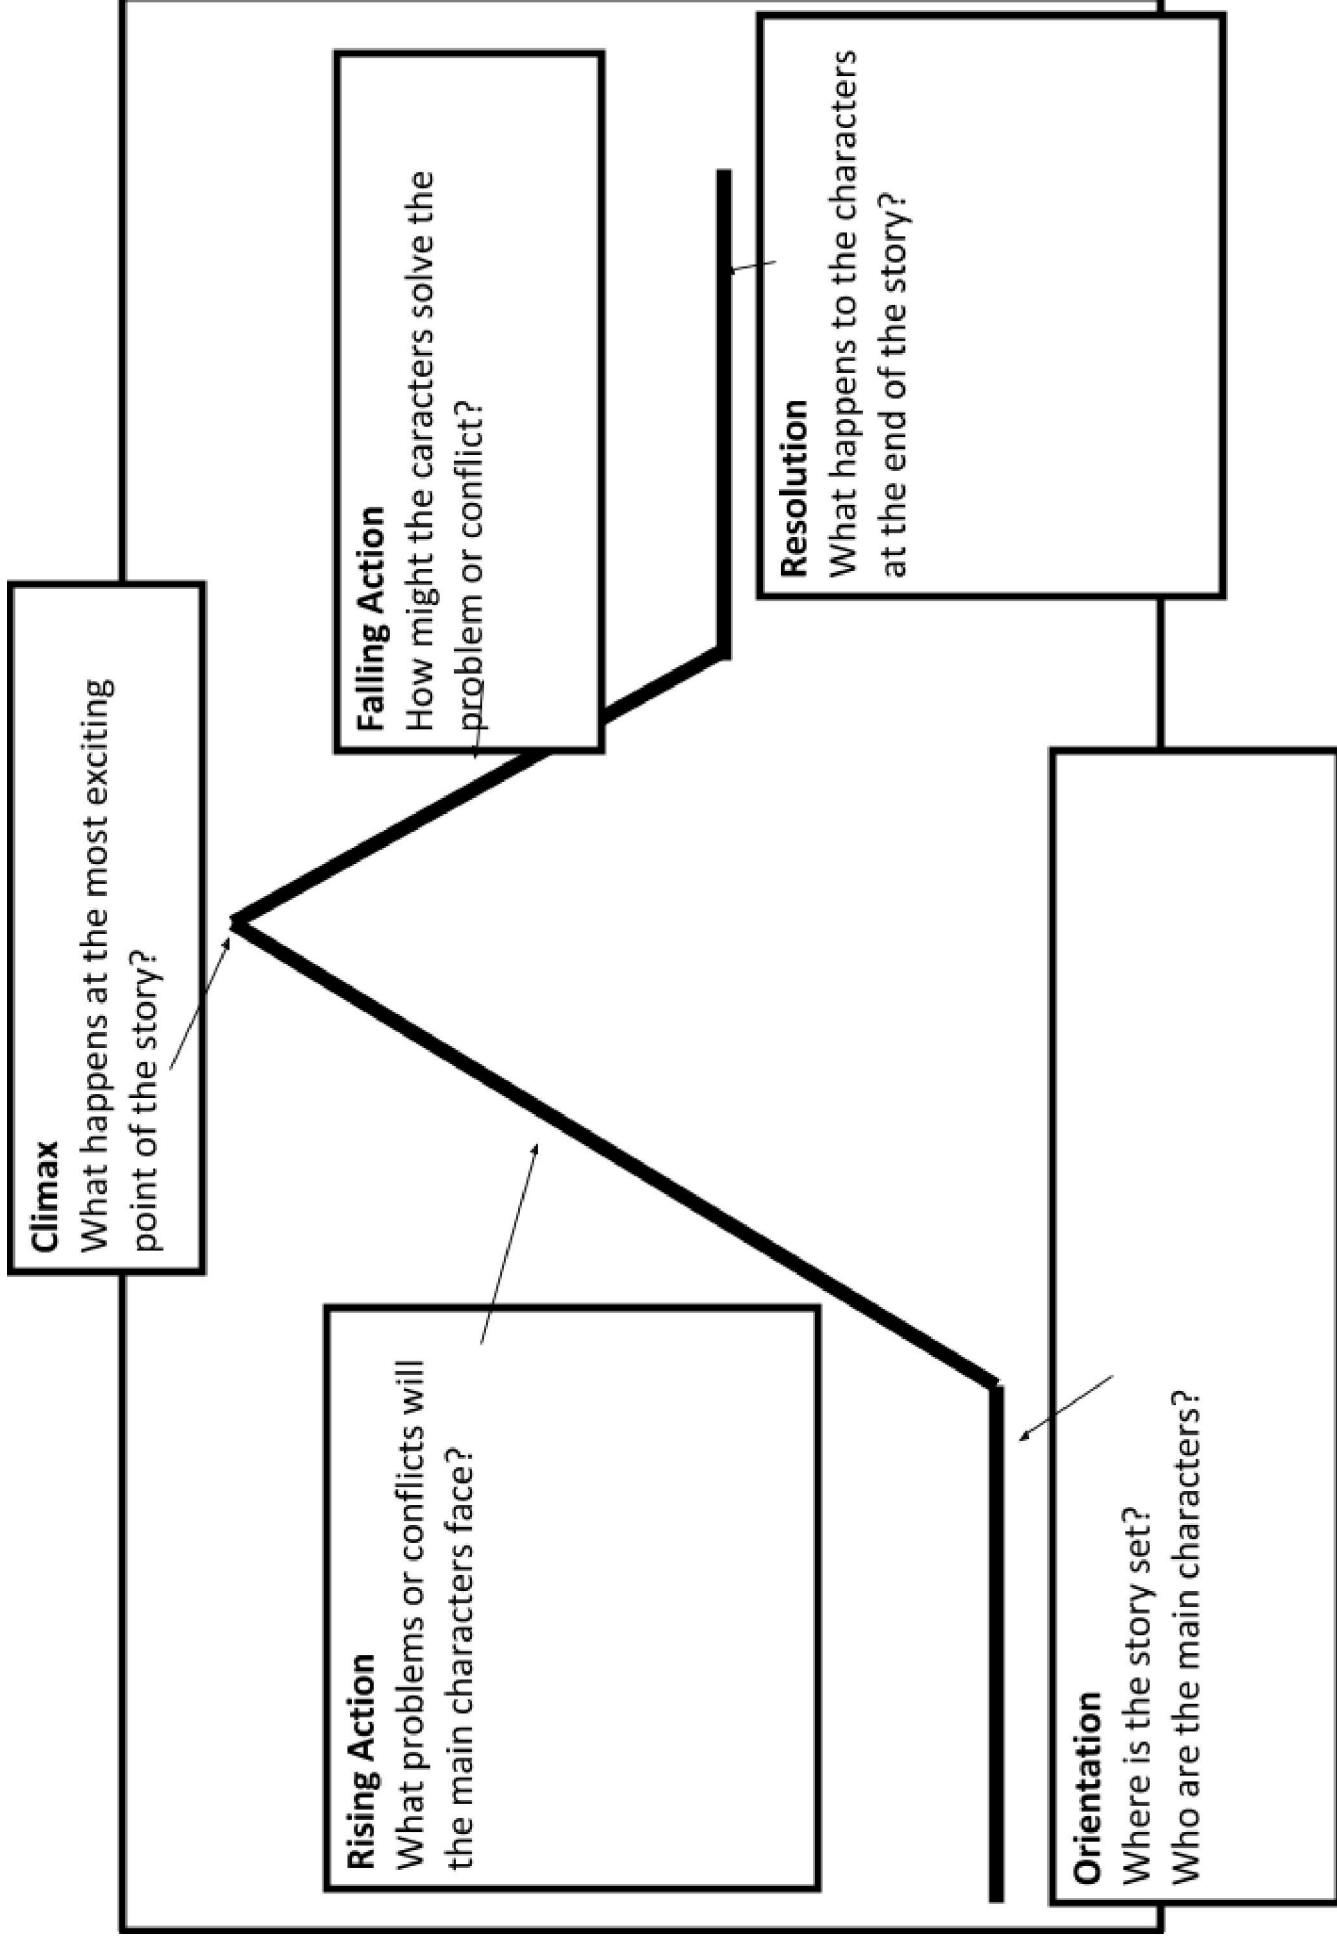 Climax
What happens at the most exciting
point of the story?
Rising Action
What problems or conflicts will
the main characters face?
Falling Action
How might the caracters solve the
problem or conflict?
Resolution
What happens to the characters
at the end of the story?
Orientation
Where is the story set?
Who are the main characters?